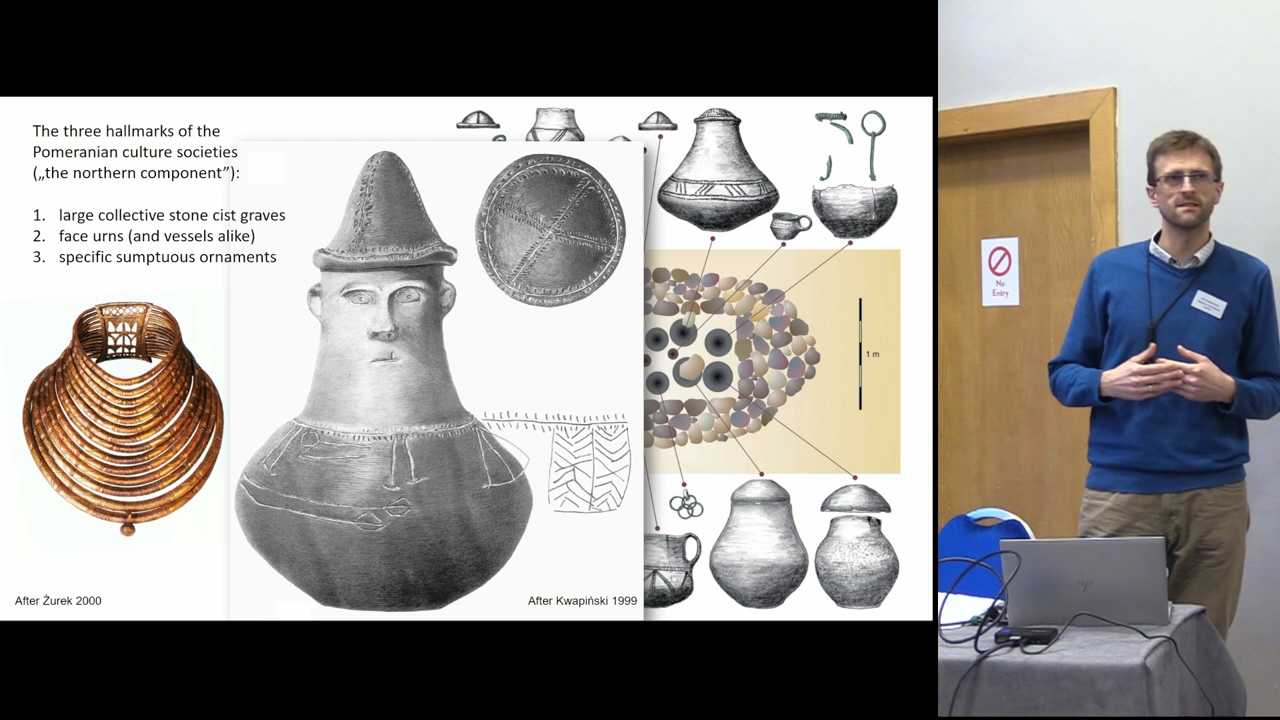 The three hallmarks of the
Pomeranian culture societies
(„the northern component”):
1. large collective stone cist graves
2. face urns (and vessels alike)
3. specific sumptuous ornaments
1 m
After Żurek 2000
After Kwapiński 1999
No
Entry